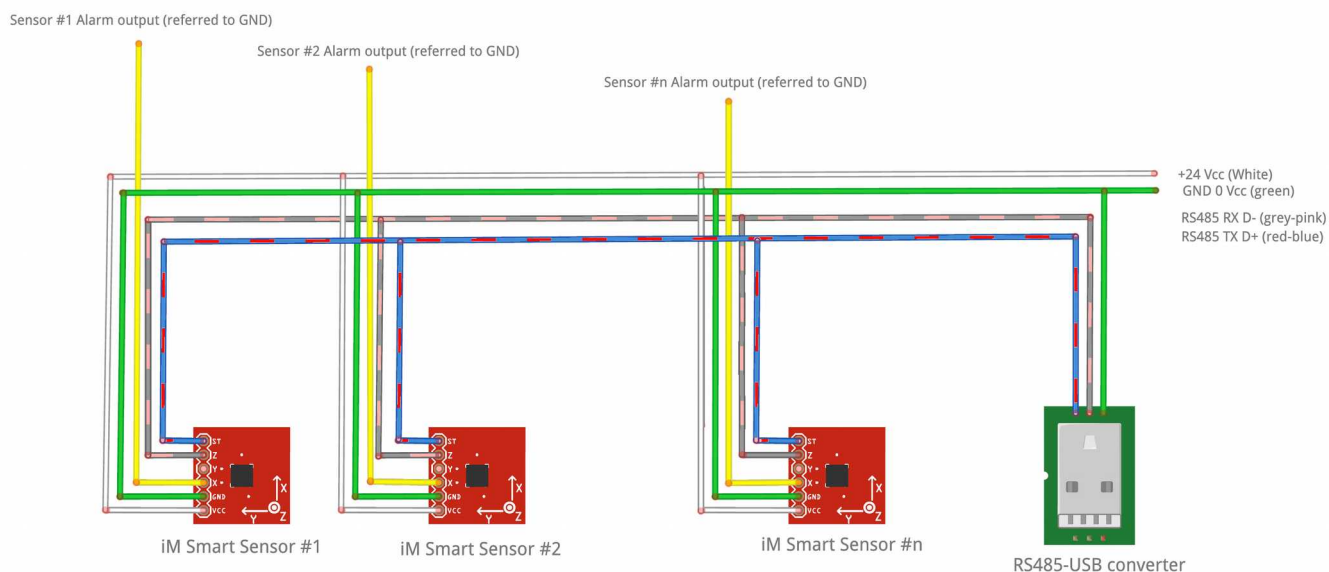 Sensor #1 Alarm output (referred to GND)
Sensor #2 Alarm output (referred to GND)
Sensor #n Alarm output (referred to GND)
+24 Vcc (White)
GND 0 Vcc (green)
RS485 RX D- (grey-pink)
RS485 TX D+ (red-blue)
ST
Z
Y
X
GND
VCC
X
Y
Z
ST
Z
Y
X
GND
VCC
X
Y
Z
ST
Z
Y
X
GND
VCC
X
Y
Z
iM Smart Sensor #1
iM Smart Sensor #2
iM Smart Sensor #n
RS485-USB converter